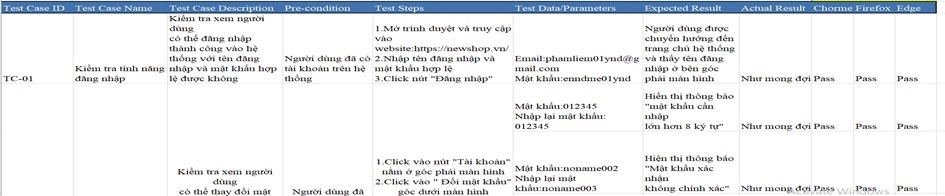 Test Case ID Test Case Name Test Case Description Pre-condition Test Steps Test Data/Parameters Expected Result Actual Result Chorme Firefox Edge
TC-01
Kiểm tra tính năng
đăng nhập
Kiểm tra xem người
dùng
có thể đăng nhập
thành công vào hệ
thống với tên đăng
nhập và mật khẩu hợp
lệ được không
Người dùng đã có
tài khoản trên hệ
thống
1.Mở trình duyệt và truy cập
vào
website:https://newshop.vn/
2.Nhập tên đăng nhập và
mật khẩu hợp lệ
3.Click nút "Đăng nhập"
Email:phamliem01ynd@g
mail.com
Mật khẩu:enndme01ynd
Người dùng được
chuyển hướng đến
trang chủ hệ thống
và thấy tên đăng
nhập ở bên góc
phải màn hình
Như mong đợi Pass Pass Pass
Mật khẩu:012345
Nhập lại mật khẩu:
012345
Hiện thị thông báo
"mật khẩu cần
nhập
lớn hơn 8 ký tự"
Như mong đợi Pass Pass Pass
Kiểm tra xem người
dùng
có thể thay đổi mật
Người dùng đã
1.Click vào nút "Tài khoản"
nằm ở góc phải màn hình
2.Click vào " Đổi mật khẩu"
góc dưới màn hình
Mật khẩu:noname002
Nhập lại mật
khẩu:noname003
Hiện thị thông báo
"Mật khẩu xác
nhận
không chính xác"
Như mong đợi Pass Pass Pass
Activate Windows